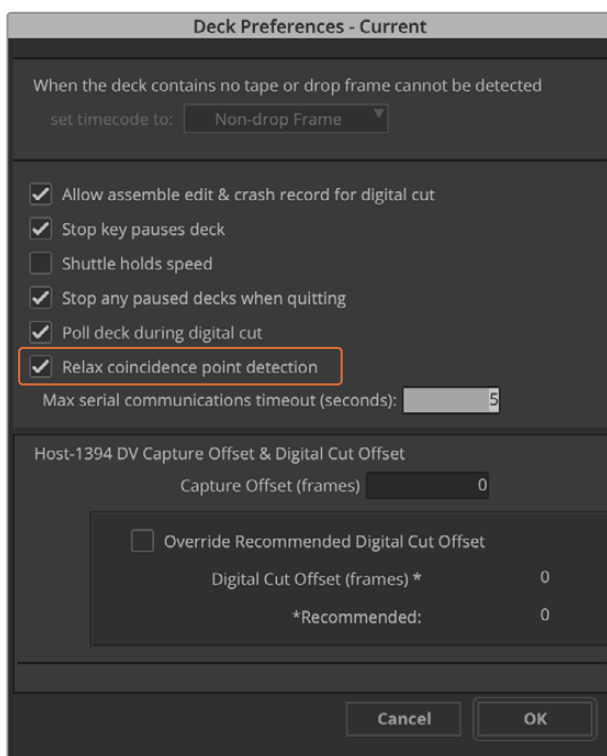 Deck Preferences - Current
When the deck contains no tape or drop frame cannot be detected
set timecode to: Non-drop Frame
Allow assemble edit & crash record for digital cut
Stop key pauses deck
Shuttle holds speed
Stop any paused decks when quitting
Poll deck during digital cut
Relax coincidence point detection
Max serial communications timeout (seconds): 5
Host-1394 DV Capture Offset & Digital Cut Offset
Capture Offset (frames) 0
Override Recommended Digital Cut Offset
Digital Cut Offset (frames) * 0
*Recommended: 0
Cancel OK